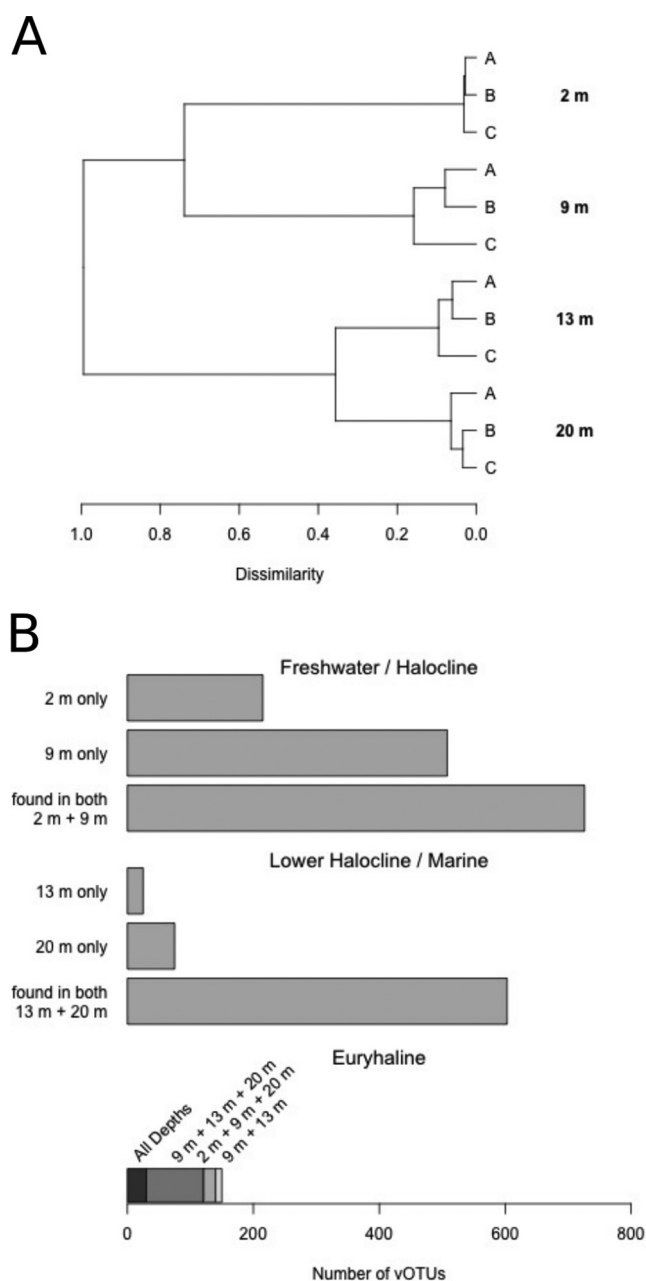 A
A
B 2 m
C
A
B 9 m
C
A
B 13 m
C
A
B 20 m
C
1.0 0.8 0.6 0.4 0.2 0.0
Dissimilarity
B
Freshwater / Halocline
2 m only
9 m only
found in both
2 m + 9 m
Lower Halocline / Marine
13 m only
20 m only
found in both
13 m + 20 m
Euryhaline
All Depths
9 m + 13 m + 20 m
2 m + 9 m + 20 m
9 m + 13 m
0 200 400 600 800
Number of vOTUs